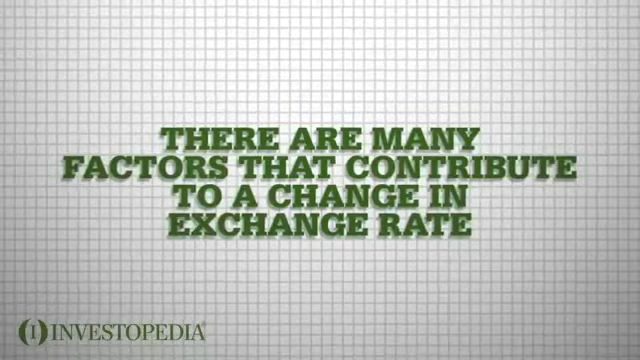 THERE ARE MANY
FACTORS THAT CONTRIBUTE
TO A CHANGE IN
EXCHANGE RATE
INVESTOPEDIA